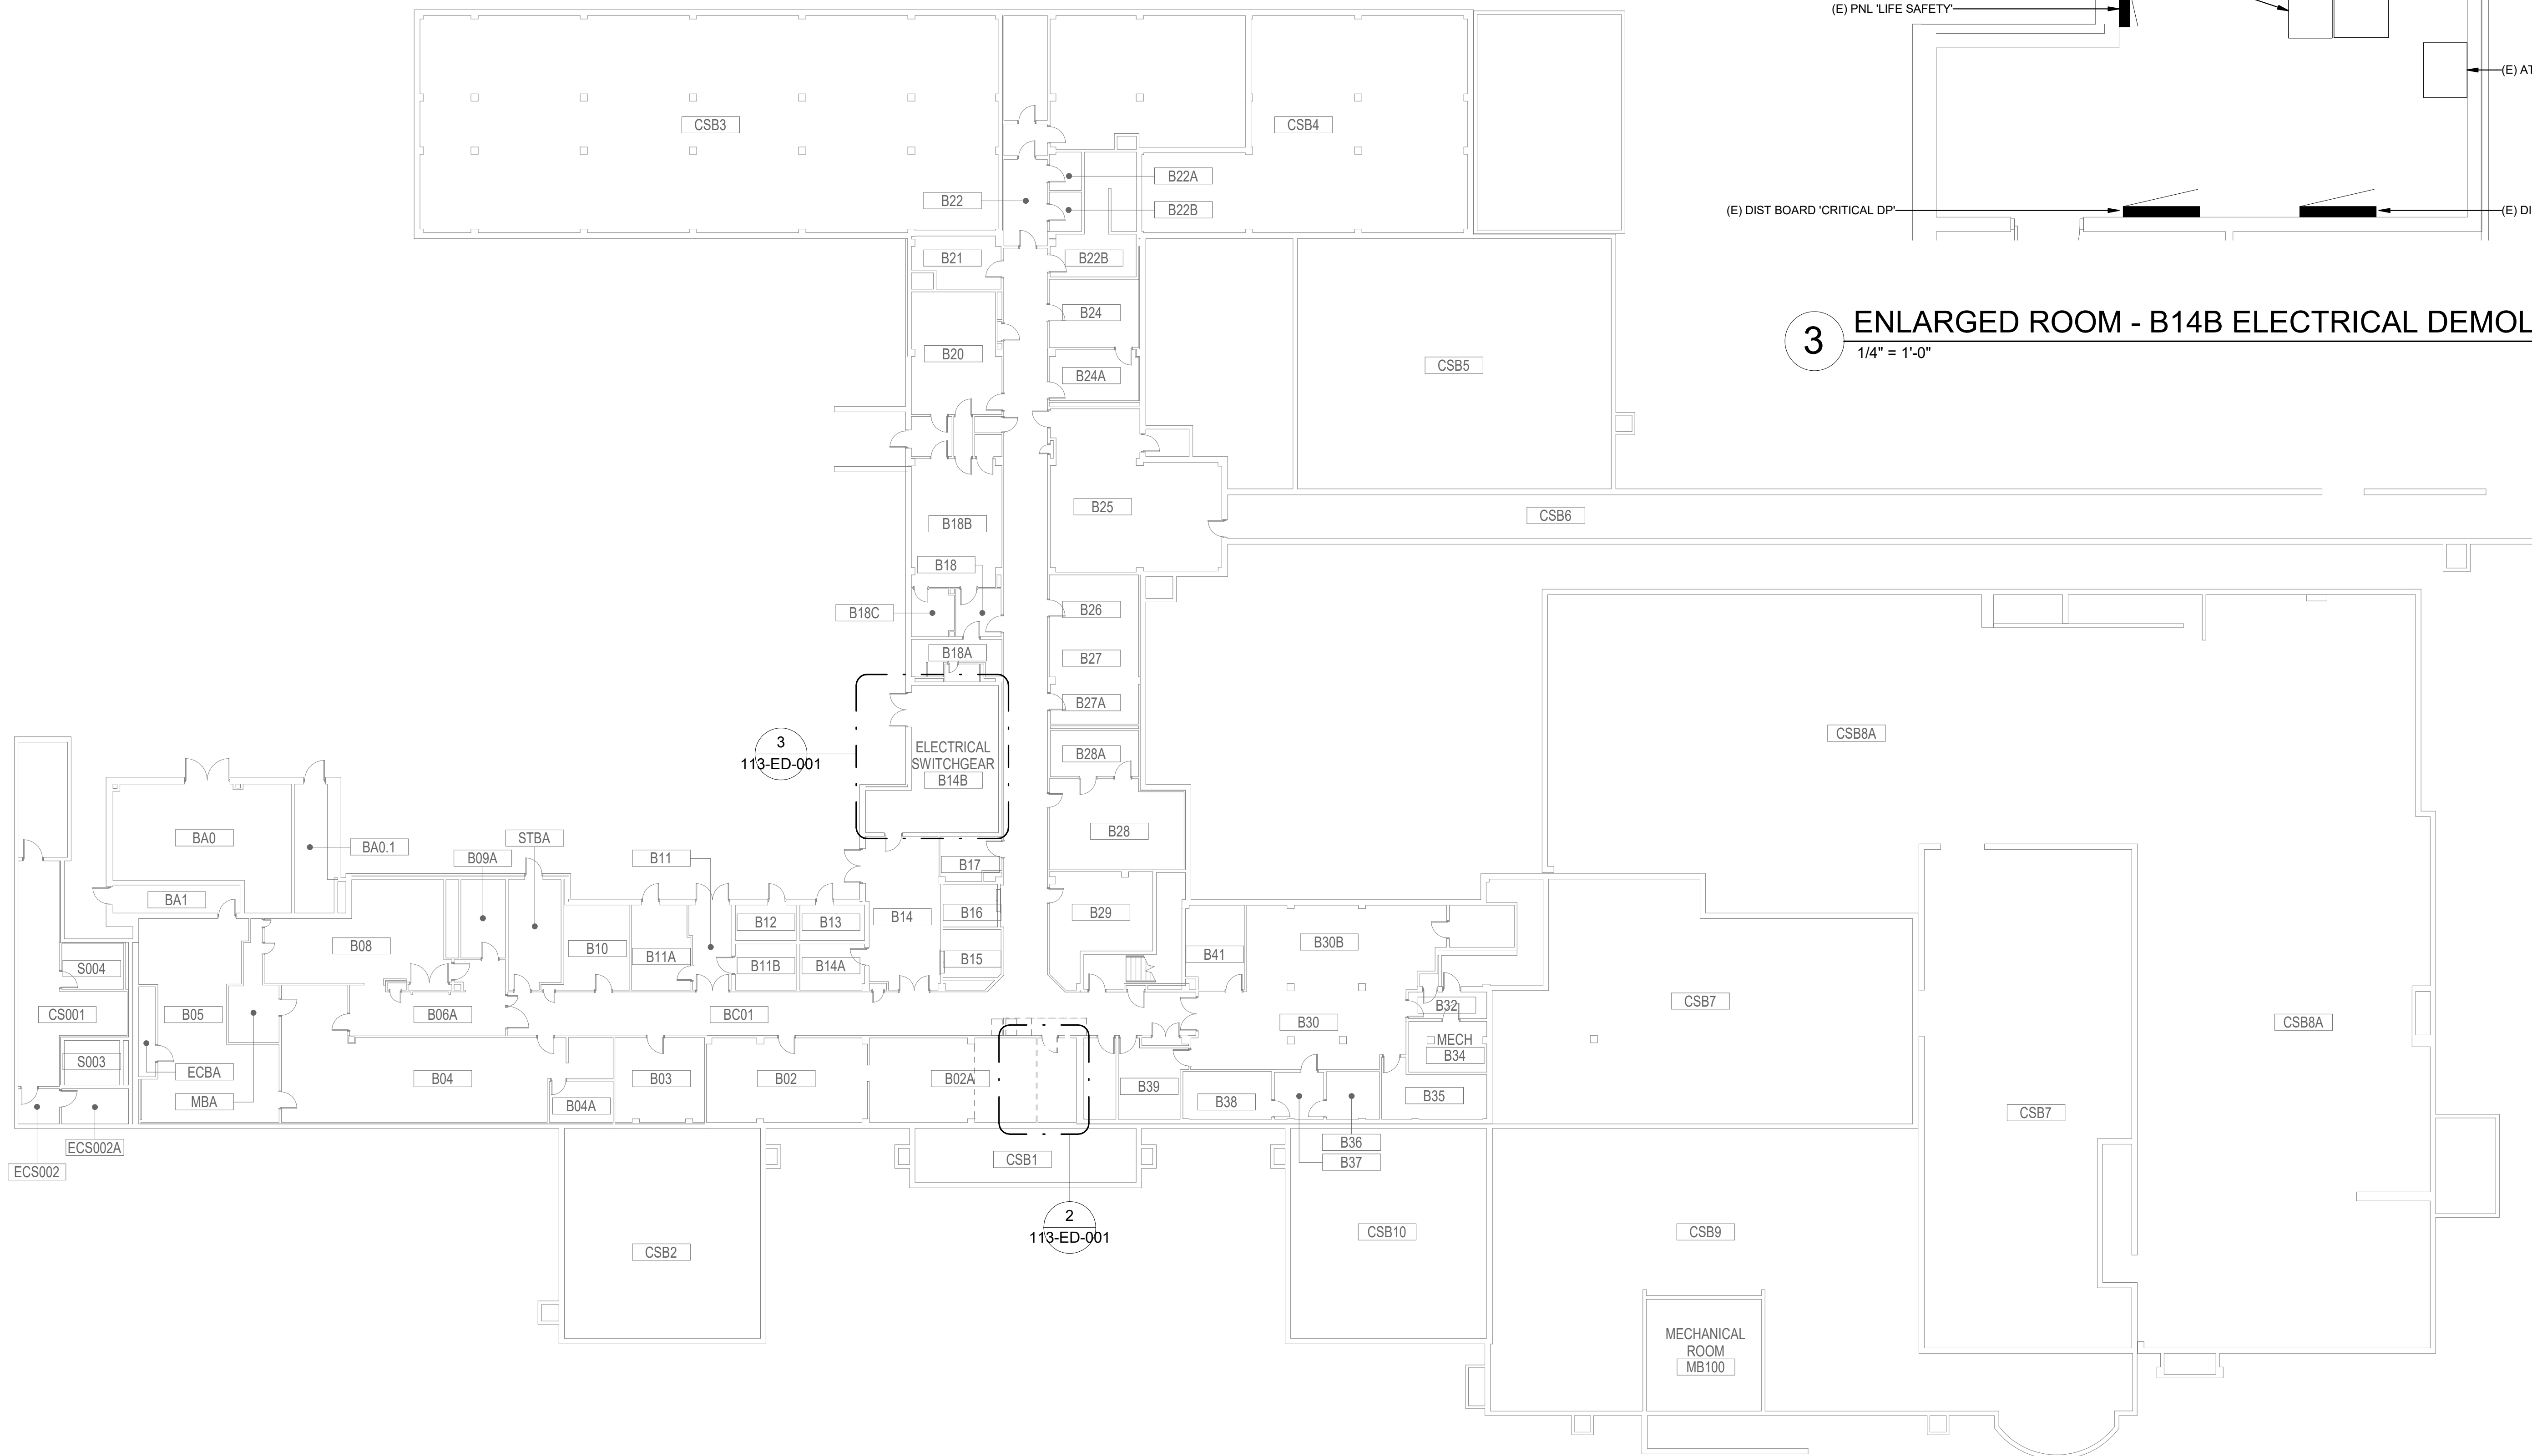 (E) PNL 'LIFE SAFETY'
(E) DIST BOARD 'CRITICAL DP'
3
ENLARGED ROOM - B14B ELECTRICAL
1/4" = 1'-0"
CSB3
CSB4
B22A
B22
B22B
B21
B22B
B24
B20
B24A
CSB5
B25
CSB6
B18B
B18
B18C
B26
B18A
B27
B27A
3
113-ED-001
ELECTRICAL
SWITCHGEAR
B14B
B28A
CSB8A
BA0
BA0.1
STBA
B09A
B11
B28
B17
BA1
B12
B13
B14
B16
B29
B08
B10
B11A
B11B
B14A
B15
B41
B30B
S004
CS001
B05
B06A
BC01
B30
B32
MECH
B34
CSB7
CSB8A
S003
ECBA
MBA
B04
B04A
B03
B02
B02A
B39
B38
B35
B36
B37
CSB7
ECS002A
ECS002
CSB1
2
113-ED-001
CSB2
CSB10
CSB9
MECHANICAL
ROOM
MB100